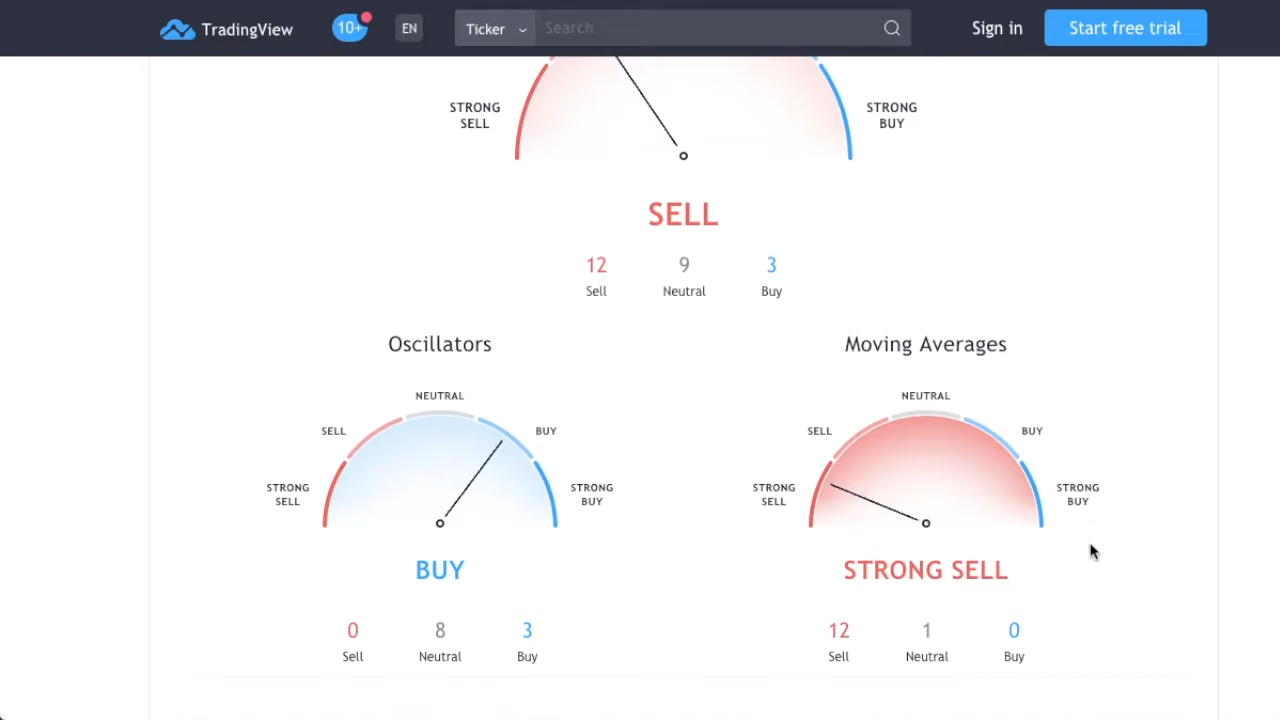 TradingView 10+ EN Ticker Search Sign in Start free trial
STRONG SELL
STRONG BUY
SELL
12 9 3
Sell Neutral Buy
Oscillators
NEUTRAL
SELL
BUY
STRONG SELL
STRONG BUY
BUY
0 8 3
Sell Neutral Buy
Moving Averages
NEUTRAL
SELL
BUY
STRONG SELL
STRONG BUY
STRONG SELL
12 1 0
Sell Neutral Buy